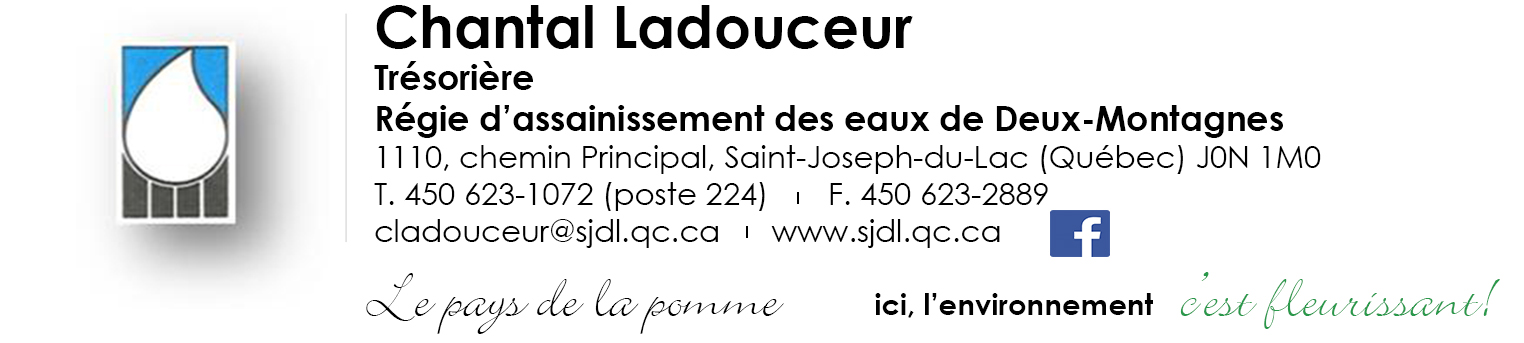 Chantal Ladouceur
Trésorière
Régie d’assainissement des eaux de Deux-Montagnes
1110, chemin Principal, Saint-Joseph-du-Lac (Québec) J0N 1M0
T. 450 623-1072 (poste 224) ı F. 450 623-2889
cladouceur@sjdl.qc.ca ı www.sjdl.qc.ca f
Le pays de la pomme ici, l’environnement c’est fleurissant!